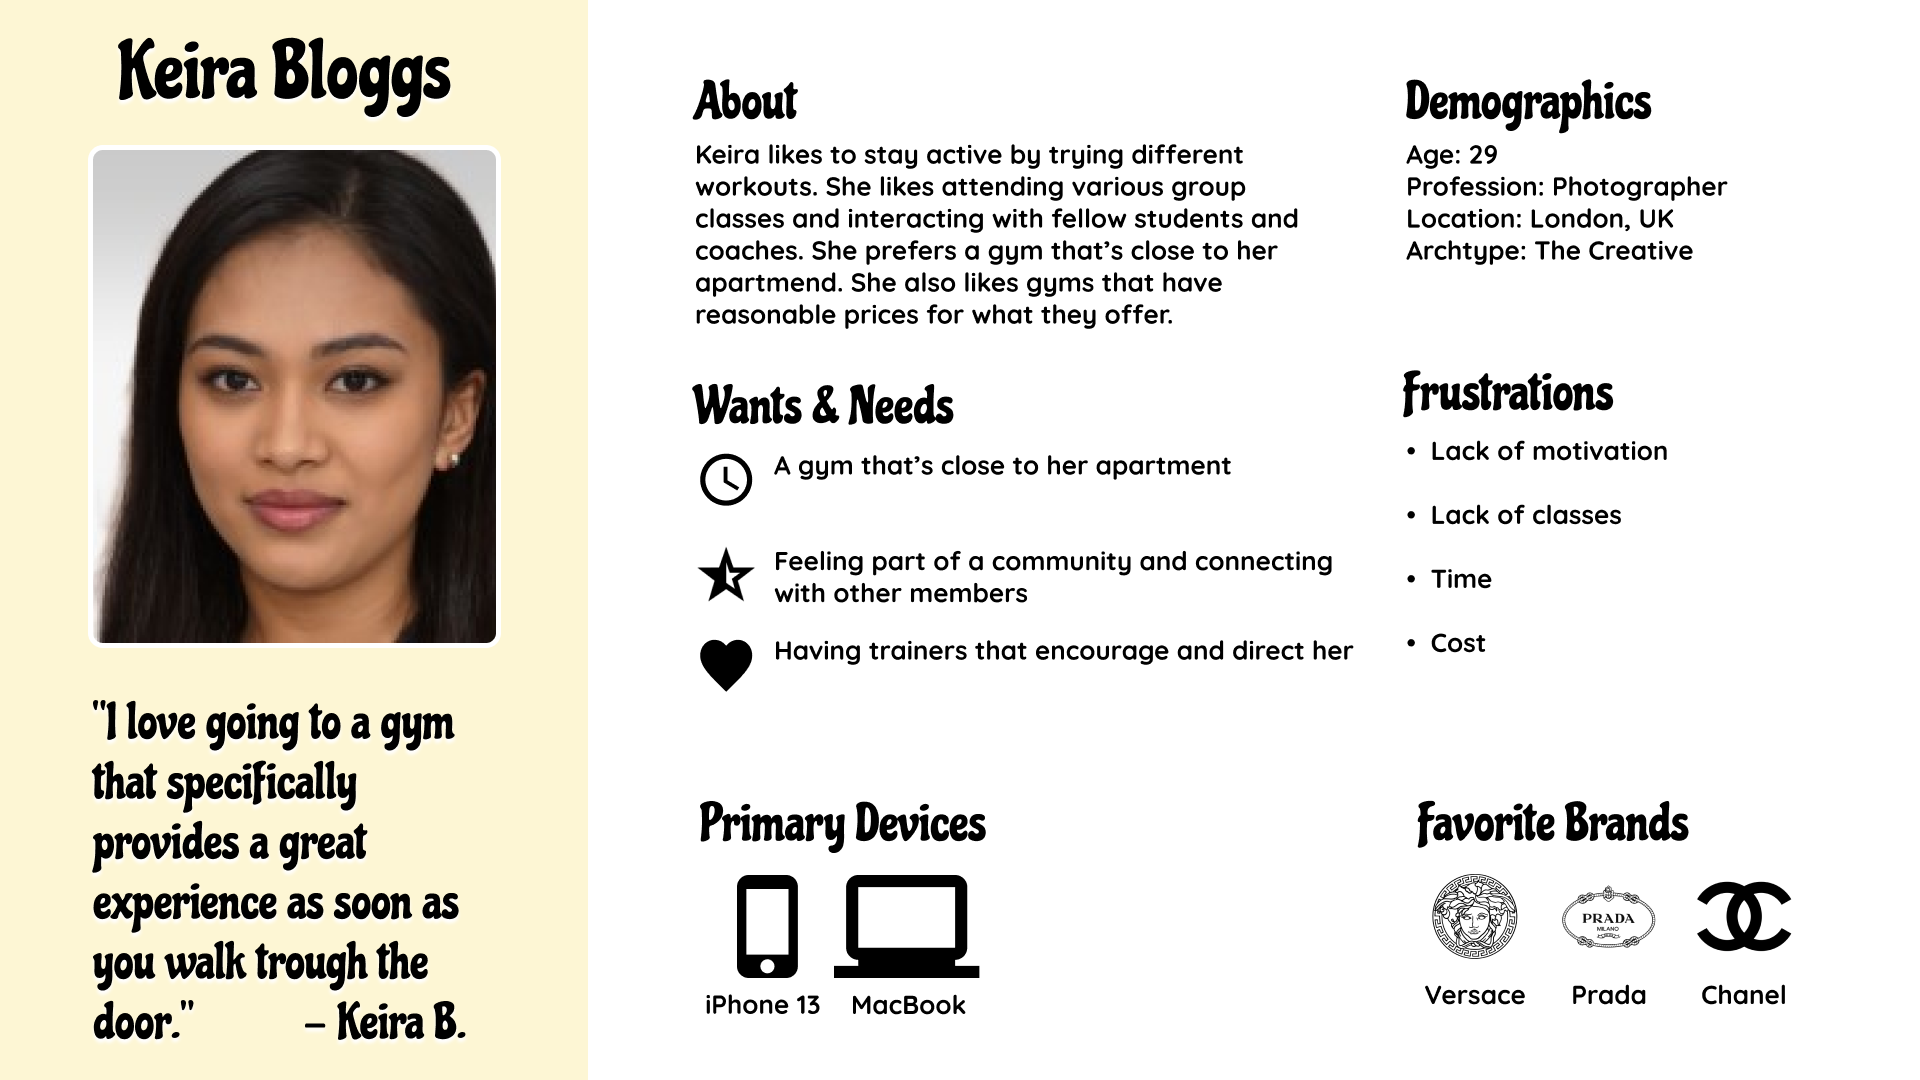 Keira Bloggs
"I love going to a gym
that specifically
provides a great
experience as soon as
you walk trough the
door." – Keira B.
About
Keira likes to stay active by trying different
workouts. She likes attending various group
classes and interacting with fellow students and
coaches. She prefers a gym that’s close to her
apartmend. She also likes gyms that have
reasonable prices for what they offer.
Wants & Needs
A gym that’s close to her apartment
Feeling part of a community and connecting
with other members
Having trainers that encourage and direct her
Primary Devices
iPhone 13
MacBook
Demographics
Age: 29
Profession: Photographer
Location: London, UK
Archtype: The Creative
Frustrations
• Lack of motivation
• Lack of classes
• Time
• Cost
Favorite Brands
PRADA
MILANO
Versace
Prada
Chanel